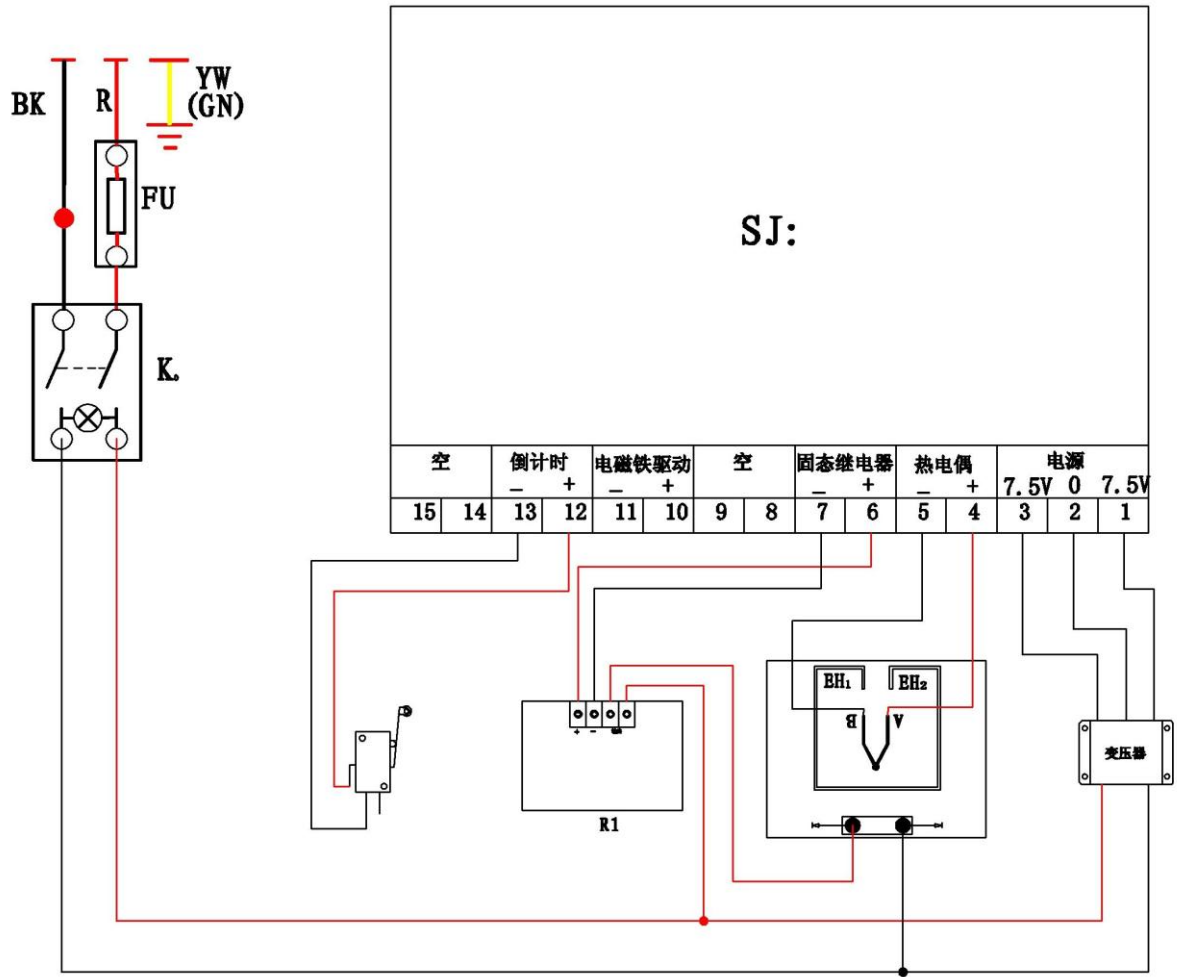 BK
R
YW
(GN)
FU
K.
SJ:
空 倒计时 电磁铁驱动 空 固态继电器 热电偶 电源
− + − + − + − + 7.5V 0 7.5V
15 14 13 12 11 10 9 8 7 6 5 4 3 2 1
EH₁ EH₂
B A
变压器
+ −
R1